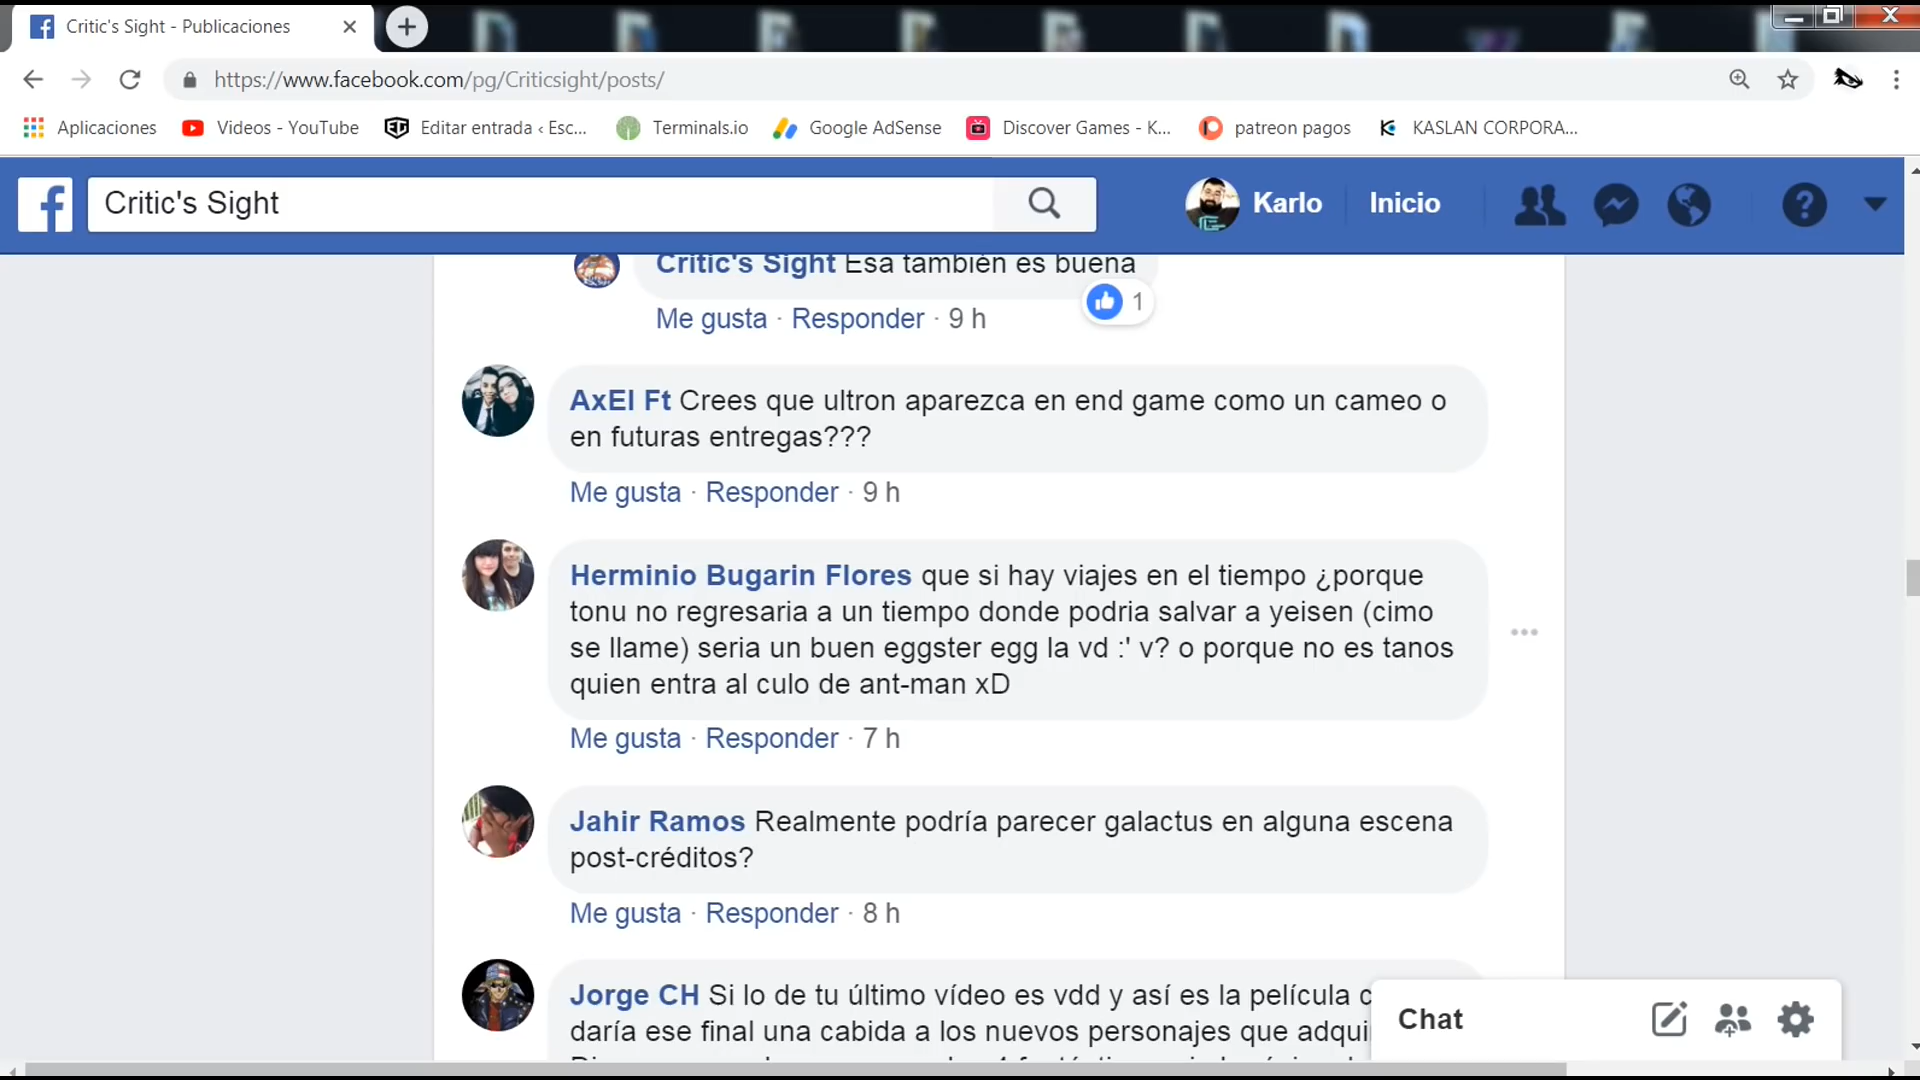 Critic's Sight - Publicaciones
https://www.facebook.com/pg/Criticsight/posts/
Aplicaciones
Videos - YouTube
Editar entrada ‹ Esc...
Terminals.io
Google AdSense
Discover Games - K...
patreon pagos
KASLAN CORPORA...
Critic's Sight
Karlo
Inicio
Critic's Sight Esa también es buena
1
Me gusta · Responder · 9 h
AxEl Ft Crees que ultron aparezca en end game como un cameo o
en futuras entregas???
Me gusta · Responder · 9 h
Herminio Bugarin Flores que si hay viajes en el tiempo ¿porque
tonu no regresaria a un tiempo donde podria salvar a yeisen (cimo
se llame) seria un buen eggster egg la vd :' v? o porque no es tanos
quien entra al culo de ant-man xD
Me gusta · Responder · 7 h
Jahir Ramos Realmente podría parecer galactus en alguna escena
post-créditos?
Me gusta · Responder · 8 h
Jorge CH Si lo de tu último vídeo es vdd y así es la película c
daría ese final una cabida a los nuevos personajes que adqui
Chat